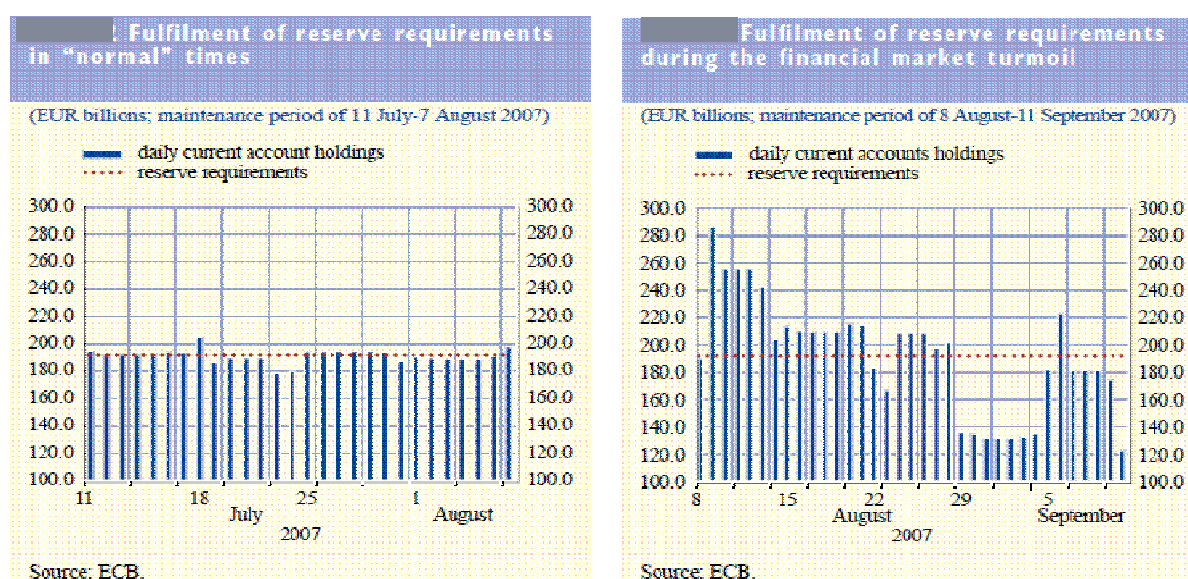 Fulfilment of reserve requirements
in “normal” times
(EUR billions; maintenance period of 11 July-7 August 2007)
daily current account holdings
reserve requirements
300.0 300.0
280.0 280.0
260.0 260.0
240.0 240.0
220.0 220.0
200.0 200.0
180.0 180.0
160.0 160.0
140.0 140.0
120.0 120.0
100.0 100.0
11 18 25 1
July August
2007
Source: ECB.
Fulfilment of reserve requirements
during the financial market turmoil
(EUR billions; maintenance period of 8 August-11 September 2007)
daily current accounts holdings
reserve requirements
300.0 300.0
280.0 280.0
260.0 260.0
240.0 240.0
220.0 220.0
200.0 200.0
180.0 180.0
160.0 160.0
140.0 140.0
120.0 120.0
100.0 100.0
8 15 22 29 5
August September
2007
Source: ECB.